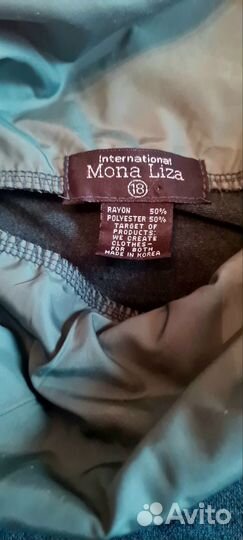 International
Mona Liza
18
RAYON 50%
POLYESTER 50%
TARGET OF
PRODUCTS:
WE CREATE
CLOTHES-
FOR BOTH
MADE IN KOREA
Avito